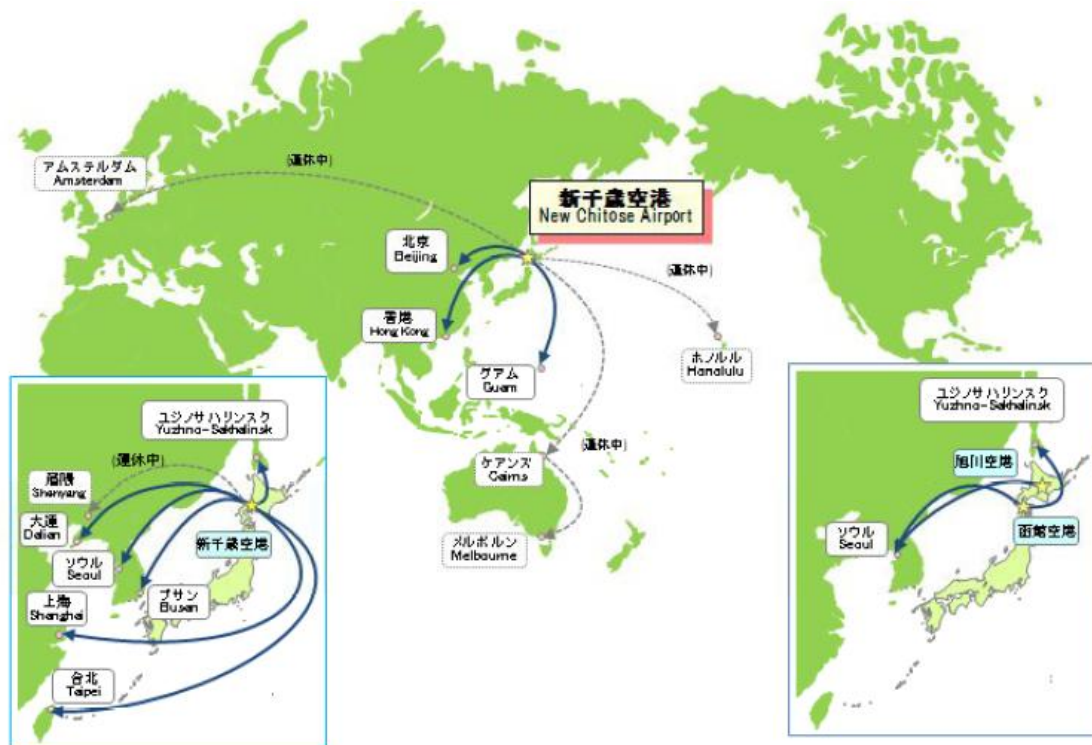 アムステルダム
Amsterdam
(運休中)
新千歳空港
New Chitose Airport
北京
Beijing
(運休中)
香港
Hong Kong
グアム
Guam
ホノルル
Hanalulu
ケアンズ
Cairns
(運休中)
メルボルン
Melbourne
ユジノサハリンスク
Yuzhno-Sakhalinsk
(運休中)
瀋陽
Shenyang
大連
Dalian
新千歳空港
ソウル
Seoul
プサン
Busan
上海
Shanghai
台北
Taipei
ユジノサハリンスク
Yuzhno-Sakhalinsk
旭川空港
ソウル
Seoul
函館空港